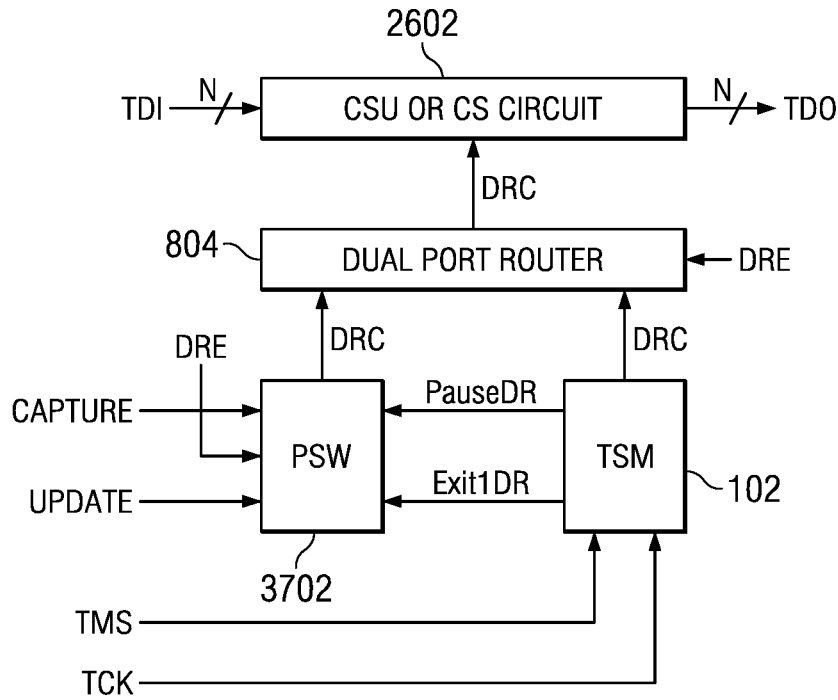 2602
TDI
N
CSU OR CS CIRCUIT
N
TDO
DRC
804
DUAL PORT ROUTER
DRE
DRE
DRC
DRC
CAPTURE
PSW
PauseDR
TSM
UPDATE
Exit1DR
102
3702
TMS
TCK